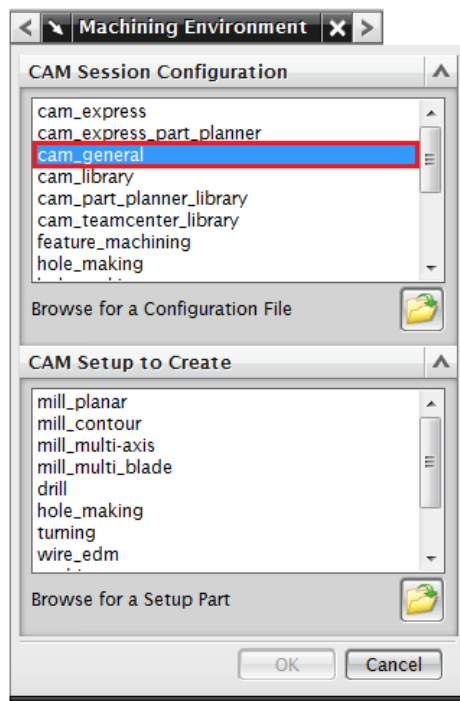 Machining Environment
CAM Session Configuration
cam_express
cam_express_part_planner
cam_general
cam_library
cam_part_planner_library
cam_teamcenter_library
feature_machining
hole_making
Browse for a Configuration File
CAM Setup to Create
mill_planar
mill_contour
mill_multi-axis
mill_multi_blade
drill
hole_making
turning
wire_edm
Browse for a Setup Part
OK Cancel